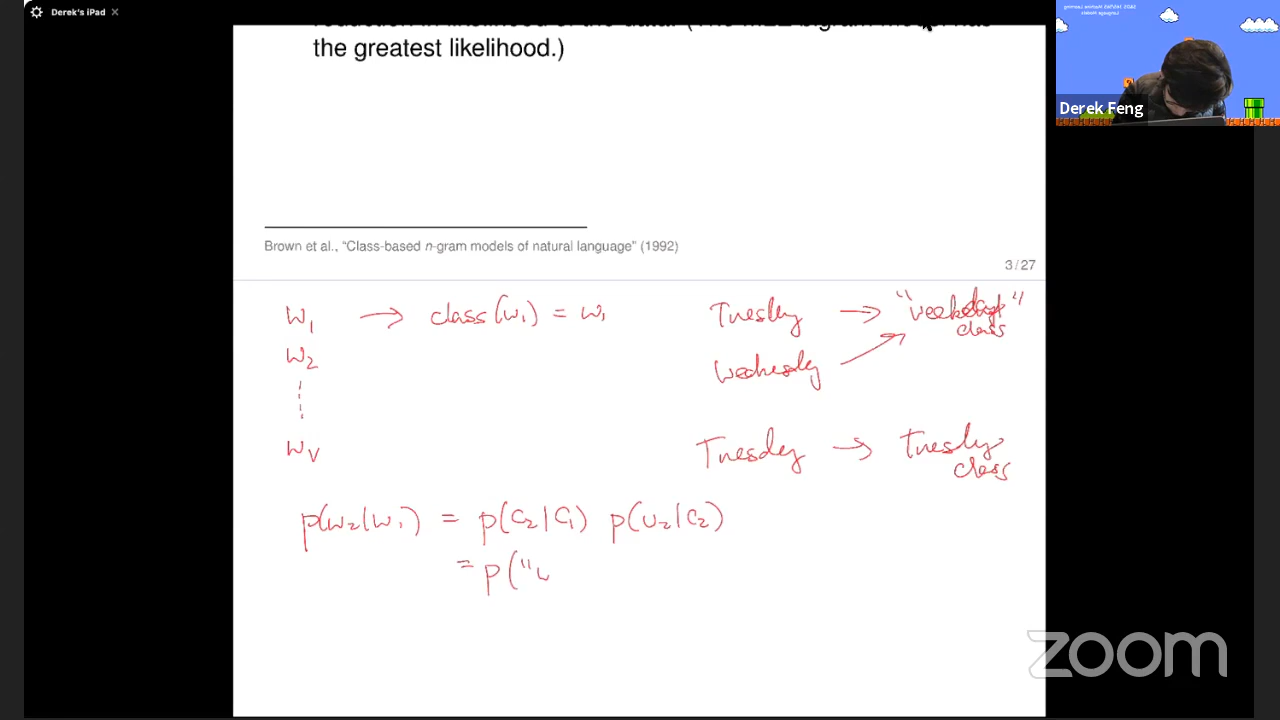 Derek's iPad
the greatest likelihood.)
Brown et al., “Class-based n-gram models of natural language” (1992)
3 / 27
w1 → class(w1) = w1
w2
wV
Tuesday → "weekday" class
Wednesday
Tuesday → Tuesday class
p(w2|w1) = p(c2|c1) p(w2|c2)
= p("w
Derek Feng
zoom